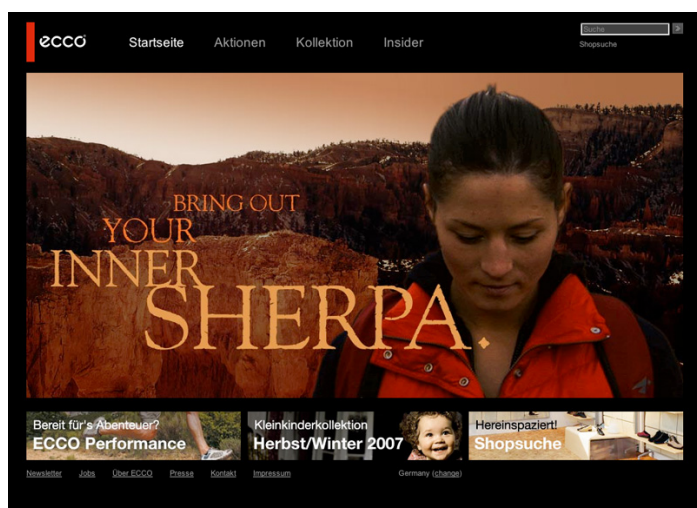 ecco
Startseite Aktionen Kollektion Insider
Suche
Shopsuche
BRING OUT
YOUR
INNER
SHERPA.
Bereit für's Abenteuer?
ECCO Performance
Kleinkinderkollektion
Herbst/Winter 2007
Hereinspaziert!
Shopsuche
Newsletter Jobs Über ECCO Presse Kontakt Impressum Germany (change)